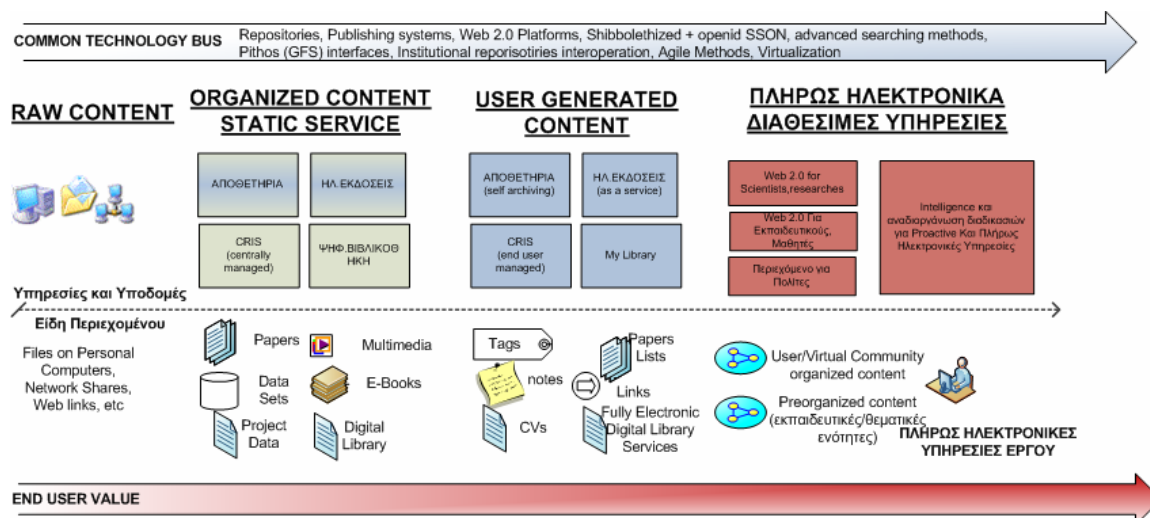 COMMON TECHNOLOGY BUS
Repositories, Publishing systems, Web 2.0 Platforms, Shibbolethized + openid SSON, advanced searching methods,
Pithos (GFS) interfaces, Institutional reporisotiries interoperation, Agile Methods, Virtualization
RAW CONTENT
ORGANIZED CONTENT
STATIC SERVICE
USER GENERATED
CONTENT
ΠΛΗΡΩΣ ΗΛΕΚΤΡΟΝΙΚΑ
ΔΙΑΘΕΣΙΜΕΣ ΥΠΗΡΕΣΙΕΣ
ΑΠΟΘΕΤΗΡΙΑ
ΗΛ.ΕΚΔΟΣΕΙΣ
CRIS
(centrally
managed)
ΨΗΦ.ΒΙΒΛΙΚΟΘ
ΗΚΗ
ΑΠΟΘΕΤΗΡΙΑ
(self archiving)
ΗΛ.ΕΚΔΟΣΕΙΣ
(as a service)
CRIS
(end user
managed)
My Library
Web 2.0 for
Scientists,researches
Web 2.0 Για
Εκπαιδευτικούς,
Μαθητές
Περιεχόμενο για
Πολίτες
Intelligence και
αναδιοργάνωση διαδικασιών
για Proactive Και Πλήρως
Ηλεκτρονικές Υπηρεσίες
Υπηρεσίες και Υποδομές
Είδη Περιεχομένου
Files on Personal
Computers,
Network Shares,
Web links, etc
Papers
Multimedia
Data
Sets
E-Books
Project
Data
Digital
Library
Tags
Papers
Lists
notes
Links
CVs
Fully Electronic
Digital Library
Services
User/Virtual Community
organized content
Preorganized content
(εκπαιδευτικές/θεματικές
ενότητες)
ΠΛΗΡΩΣ ΗΛΕΚΤΡΟΝΙΚΕΣ
ΥΠΗΡΕΣΙΕΣ ΕΡΓΟΥ
END USER VALUE